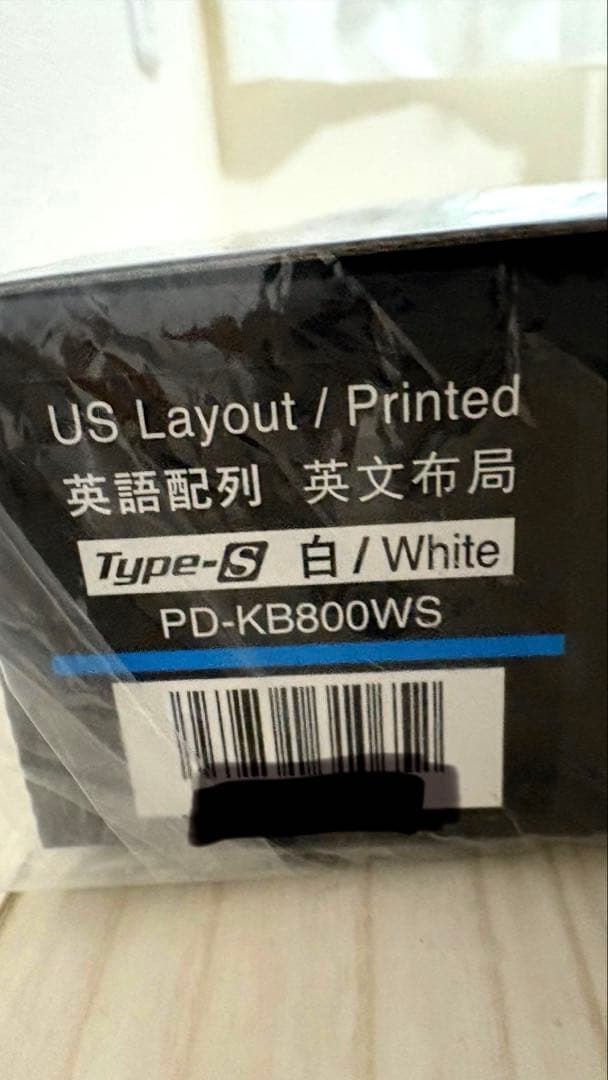 US Layout / Printed
英語配列 英文布局
Type-S 白 / White
PD-KB800WS